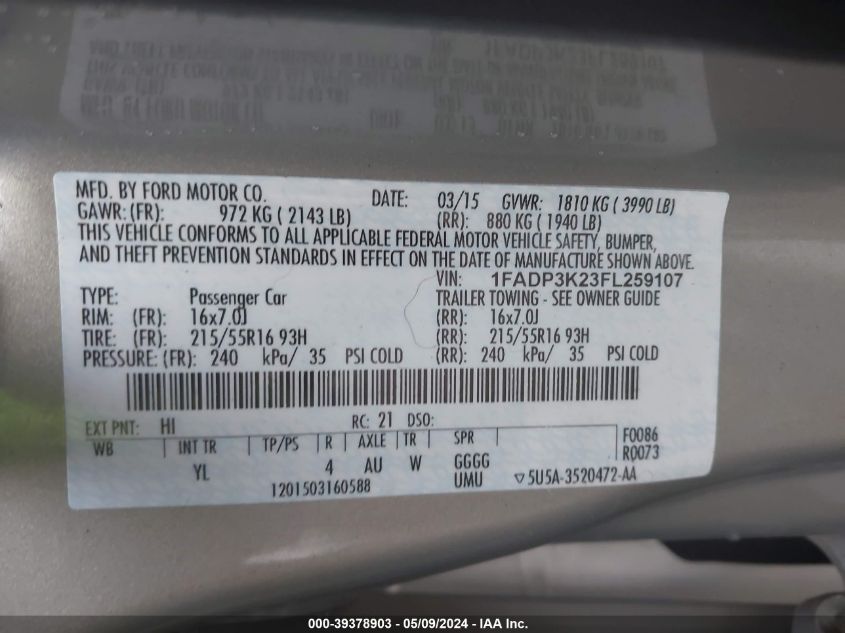 MFD. BY FORD MOTOR CO. DATE: 03/15 GVWR: 1810 KG ( 3990 LB)
GAWR: (FR): 972 KG ( 2143 LB) (RR): 880 KG ( 1940 LB)
THIS VEHICLE CONFORMS TO ALL APPLICABLE FEDERAL MOTOR VEHICLE SAFETY, BUMPER,
AND THEFT PREVENTION STANDARDS IN EFFECT ON THE DATE OF MANUFACTURE SHOWN ABOVE.
VIN: 1FADP3K23FL259107
TYPE: Passenger Car TRAILER TOWING - SEE OWNER GUIDE
RIM: (FR): 16x7.0J (RR): 16x7.0J
TIRE: (FR): 215/55R16 93H (RR): 215/55R16 93H
PRESSURE: (FR): 240 kPa/ 35 PSI COLD (RR): 240 kPa/ 35 PSI COLD
EXT PNT: HI RC: 21 DSO:
WB INT TR TP/PS R AXLE TR SPR F0086
R0073
YL 4 AU W GGGG
UMU
1201503160588 ▽5U5A-3520472-AA
000-39378903 - 05/09/2024 - IAA Inc.